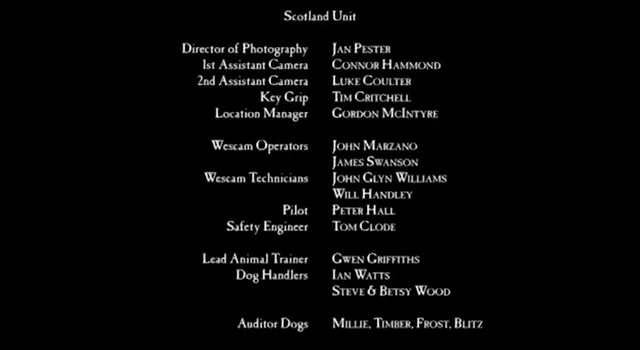 Scotland Unit
Director of Photography JAN PESTER
1st Assistant Camera CONNOR HAMMOND
2nd Assistant Camera LUKE COULTER
Key Grip TIM CRITCHELL
Location Manager GORDON MCINTYRE
Wescam Operators JOHN MARZANO
JAMES SWANSON
Wescam Technicians JOHN GLYN WILLIAMS
WILL HANDLEY
Pilot PETER HALL
Safety Engineer TOM CLODE
Lead Animal Trainer GWEN GRIFFITHS
Dog Handlers IAN WATTS
STEVE & BETSY WOOD
Auditor Dogs MILLIE, TIMBER, FROST, BLITZ